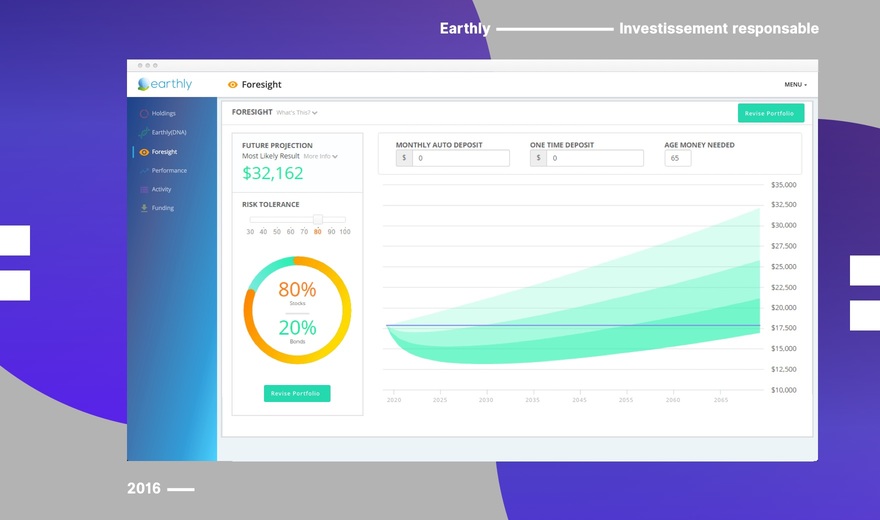 Earthly
Investissement responsable
earthly
Foresight
MENU
Holdings
Earthly(DNA)
Foresight
Performance
Activity
Funding
FORESIGHT What's This?
Revise Portfolio
FUTURE PROJECTION
Most Likely Result More Info
$32,162
RISK TOLERANCE
30 40 50 60 70 80 90 100
80%
Stocks
20%
Bonds
Revise Portfolio
MONTHLY AUTO DEPOSIT
$ 0
ONE TIME DEPOSIT
$ 0
AGE MONEY NEEDED
65
$35,000
$32,500
$30,000
$27,500
$25,000
$22,500
$20,000
$17,500
$15,000
$12,500
$10,000
2020 2025 2030 2035 2045 2055 2060 2065
2016